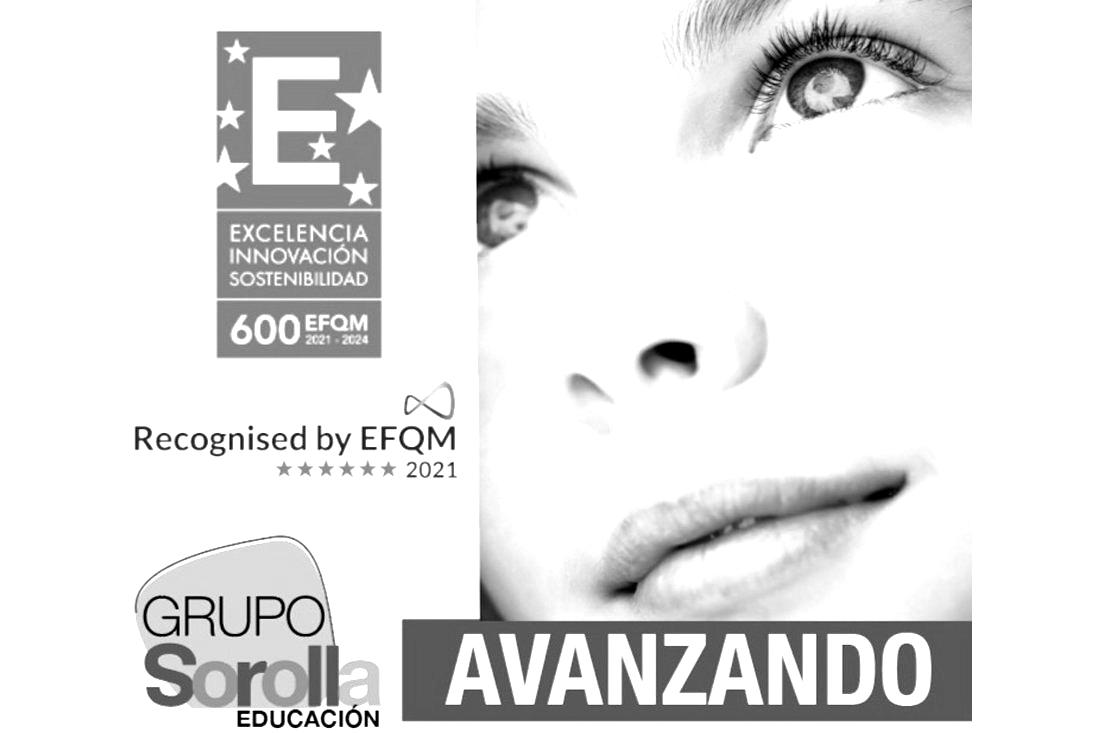 E
EXCELENCIA
INNOVACIÓN
SOSTENIBILIDAD
600 EFQM
2021 - 2024
Recognised by EFQM
2021
GRUPO
Sorolla
EDUCACIÓN
AVANZANDO